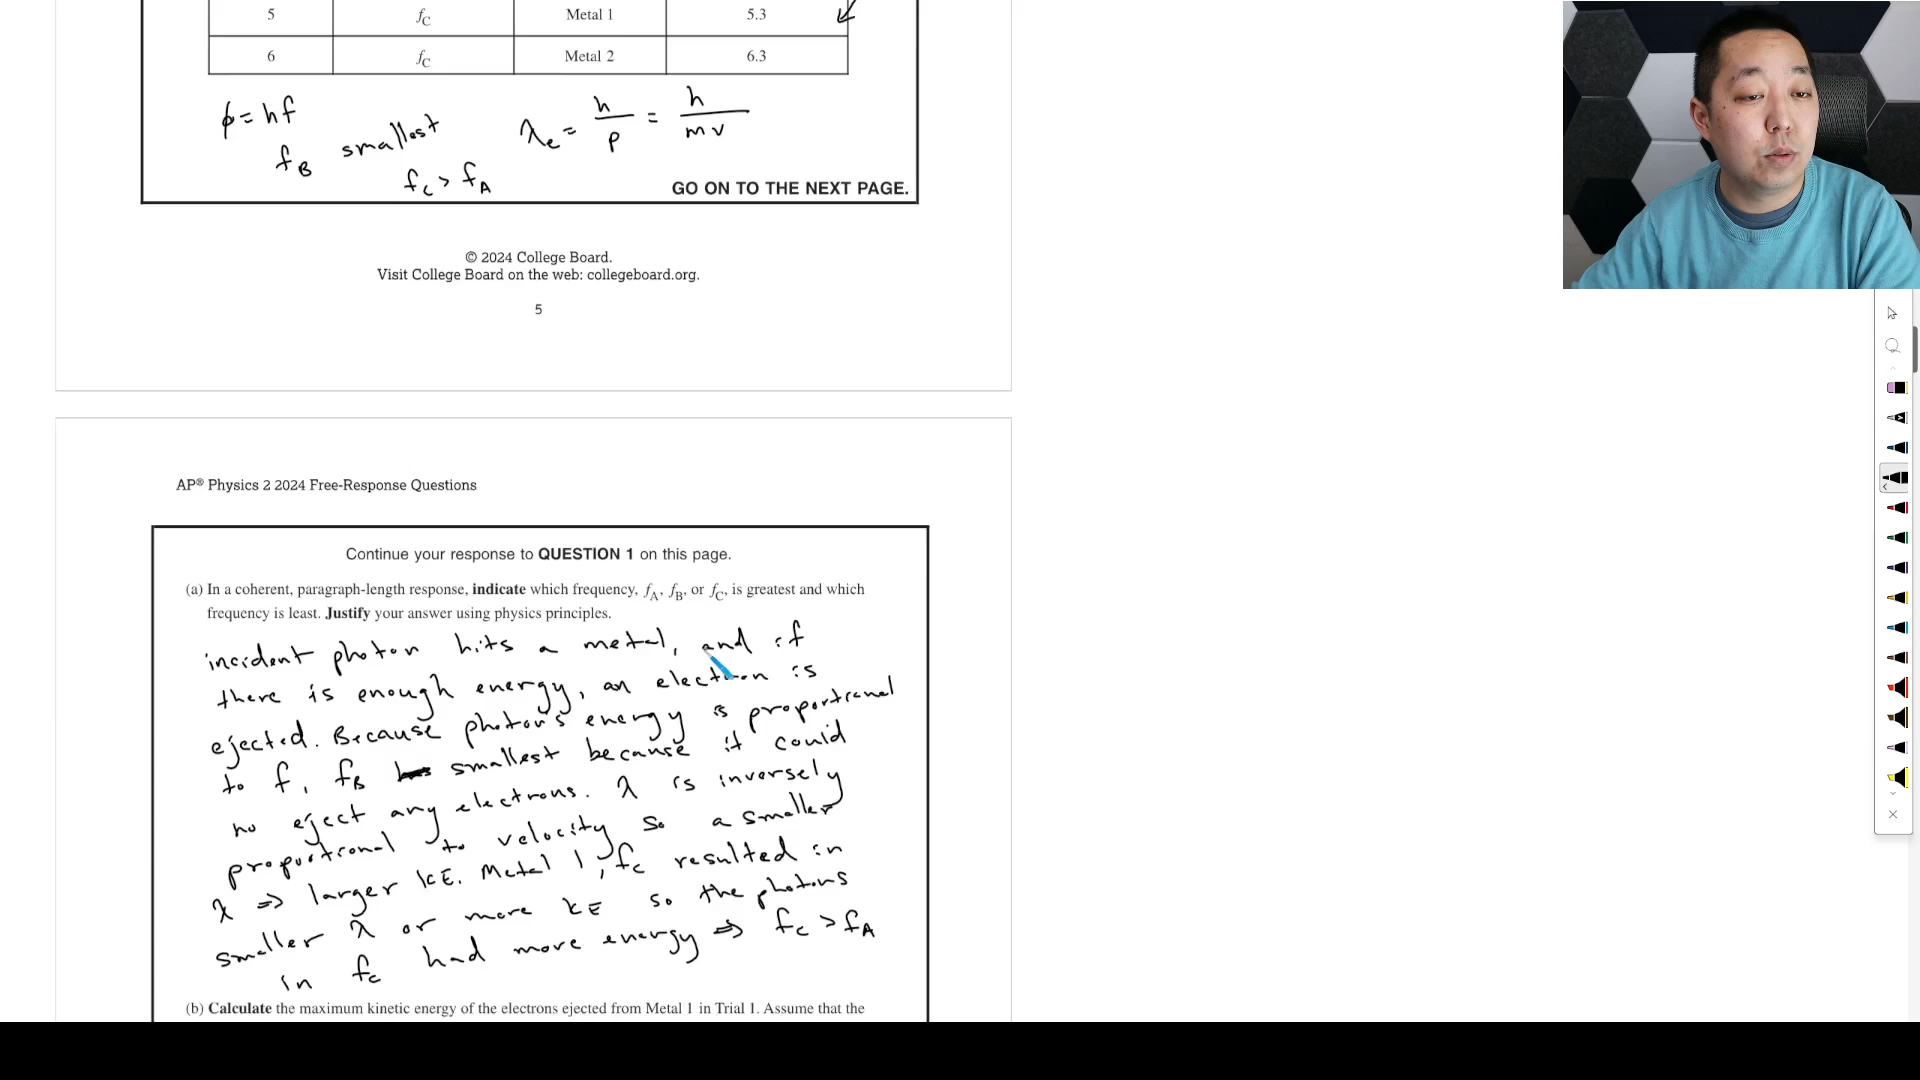 5 f_C Metal 1 5.3
6 f_C Metal 2 6.3
ϕ = hf
f_B smallest
f_C > f_A
λ_e = h/p = h/mv
GO ON TO THE NEXT PAGE.
© 2024 College Board.
Visit College Board on the web: collegeboard.org.
5
AP® Physics 2 2024 Free-Response Questions
Continue your response to QUESTION 1 on this page.
(a) In a coherent, paragraph-length response, indicate which frequency, f_A, f_B, or f_C, is greatest and which
frequency is least. Justify your answer using physics principles.
incident photon hits a metal, and if
there is enough energy, an electron is
ejected. Because photon's energy is proportional
to f, f_B smallest because it could
no eject any electrons. λ is inversely
proportional to velocity so a smaller
λ => larger KE. Metal 1, f_C resulted in
smaller λ or more KE so the photons
in f_C had more energy => f_C > f_A
(b) Calculate the maximum kinetic energy of the electrons ejected from Metal 1 in Trial 1. Assume that the